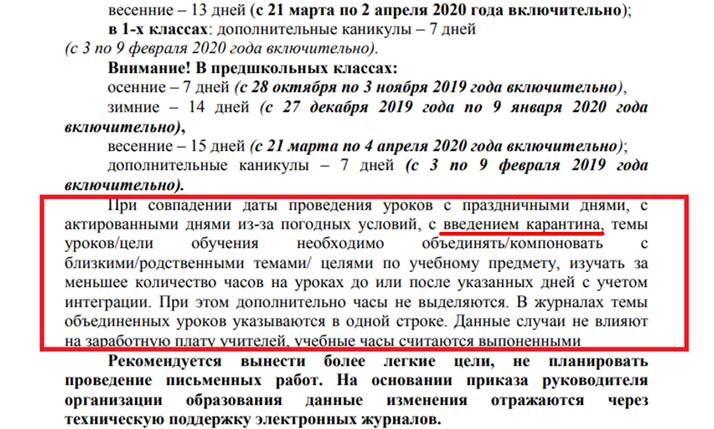 весенние – 13 дней (с 21 марта по 2 апреля 2020 года включительно);
в 1-х классах: дополнительные каникулы – 7 дней
(с 3 по 9 февраля 2020 года включительно).
Внимание! В предшкольных классах:
осенние – 7 дней (с 28 октября по 3 ноября 2019 года включительно),
зимние – 14 дней (с 27 декабря 2019 года по 9 января 2020 года
включительно),
весенние – 15 дней (с 21 марта по 4 апреля 2020 года включительно);
дополнительные каникулы – 7 дней (с 3 по 9 февраля 2019 года
включительно).
При совпадении даты проведения уроков с праздничными днями, с
актированными днями из-за погодных условий, с введением карантина, темы
уроков/цели обучения необходимо объединять/компоновать с
близкими/родственными темами/ целями по учебному предмету, изучать за
меньшее количество часов на уроках до или после указанных дней с учетом
интеграции. При этом дополнительно часы не выделяются. В журналах темы
объединенных уроков указываются в одной строке. Данные случаи не влияют
на заработную плату учителей, учебные часы считаются выпоненными
Рекомендуется вынести более легкие цели, не планировать
проведение письменных работ. На основании приказа руководителя
организации образования данные изменения отражаются через
техническую поддержку электронных журналов.